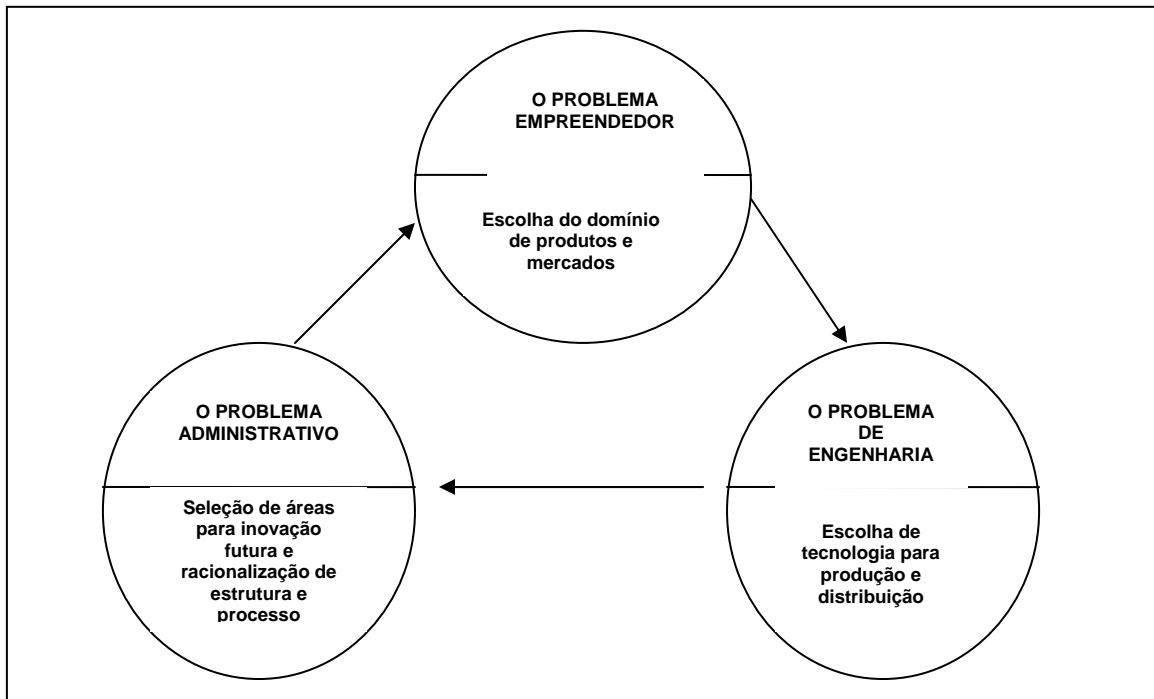 O PROBLEMA
EMPREENDEDOR
Escolha do domínio
de produtos e
mercados
O PROBLEMA
ADMINISTRATIVO
Seleção de áreas
para inovação
futura e
racionalização de
estrutura e
processo
O PROBLEMA
DE
ENGENHARIA
Escolha de
tecnologia para
produção e
distribuição